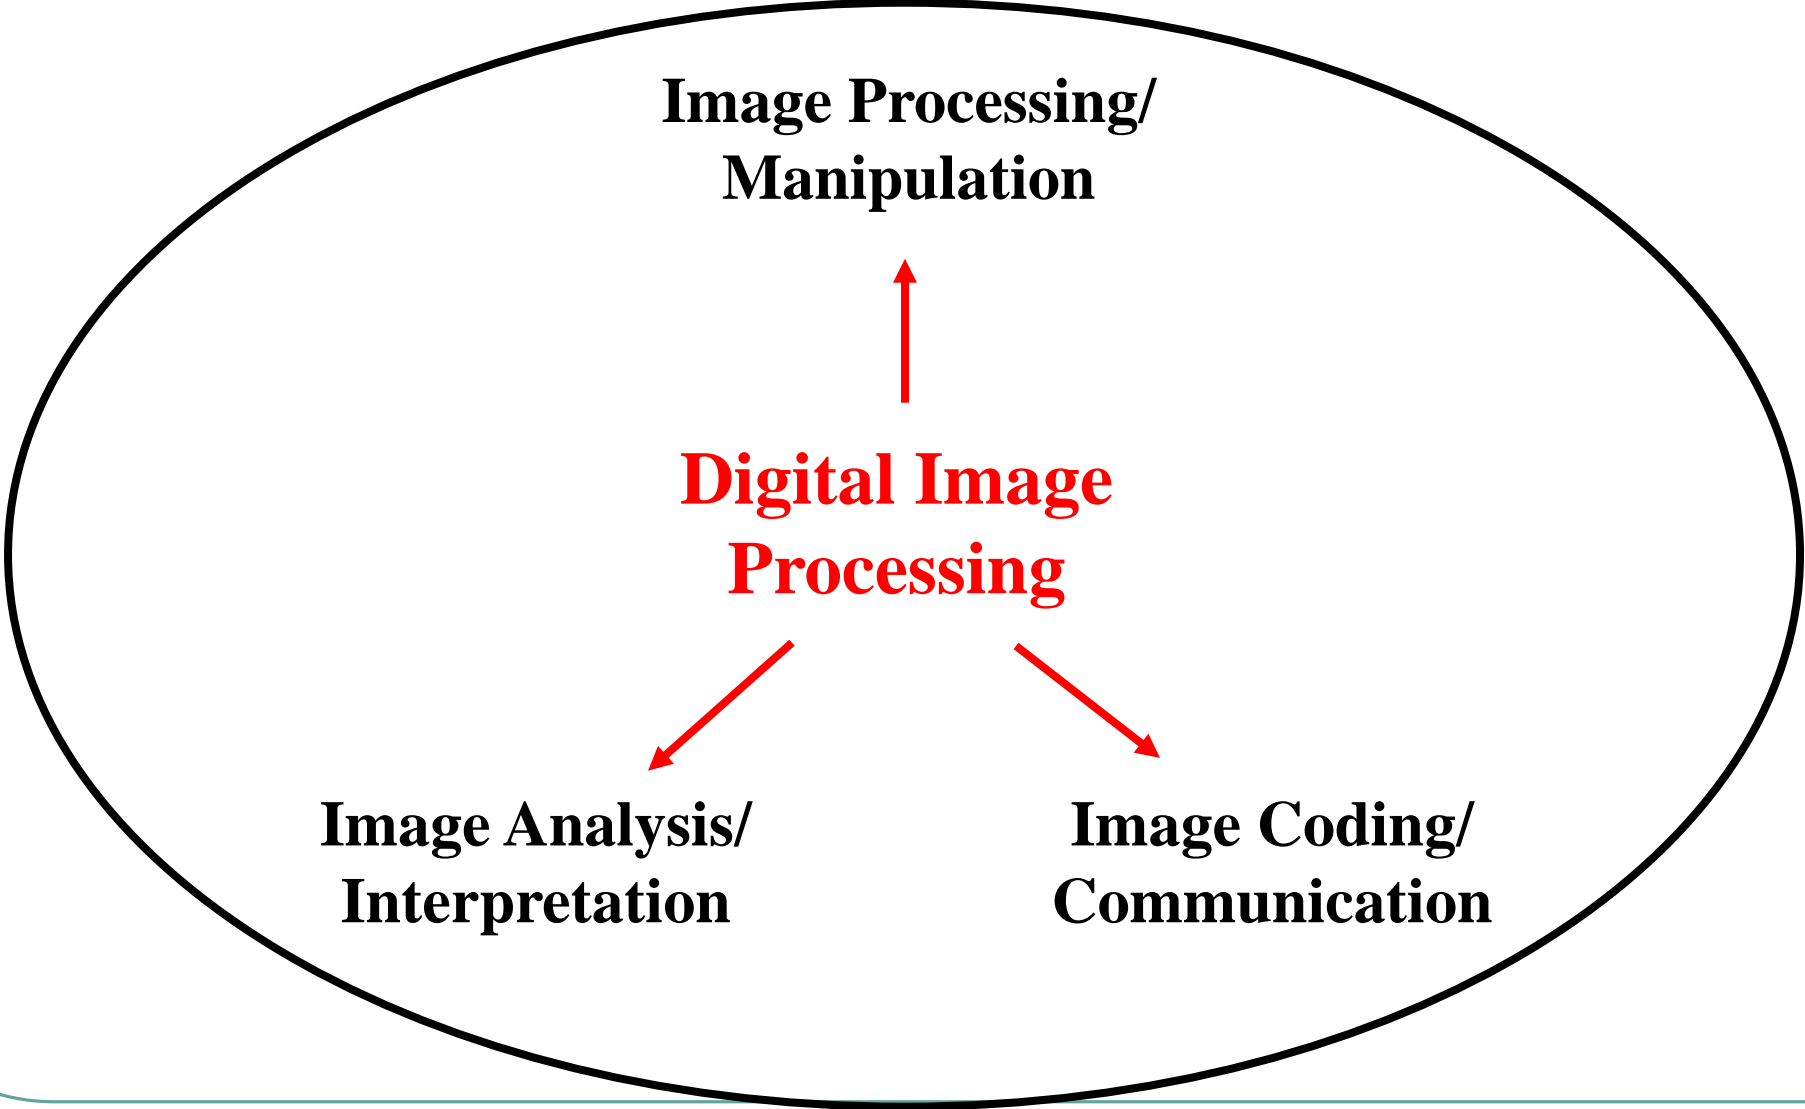 Image Processing/
Manipulation
Digital Image
Processing
Image Analysis/
Interpretation
Image Coding/
Communication